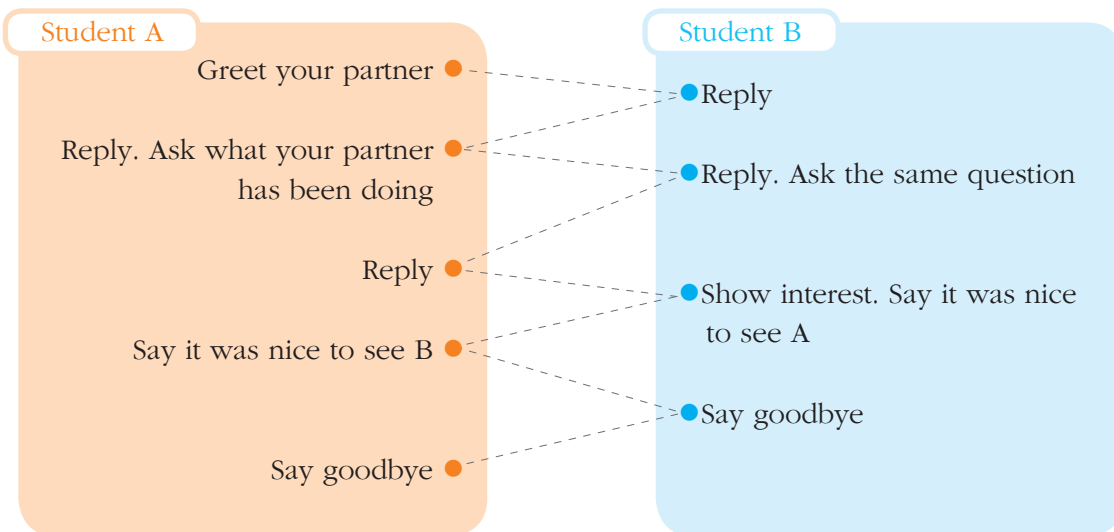 Student A
Greet your partner
Reply. Ask what your partner
has been doing
Reply
Say it was nice to see B
Say goodbye
Student B
Reply
Reply. Ask the same question
Show interest. Say it was nice
to see A
Say goodbye